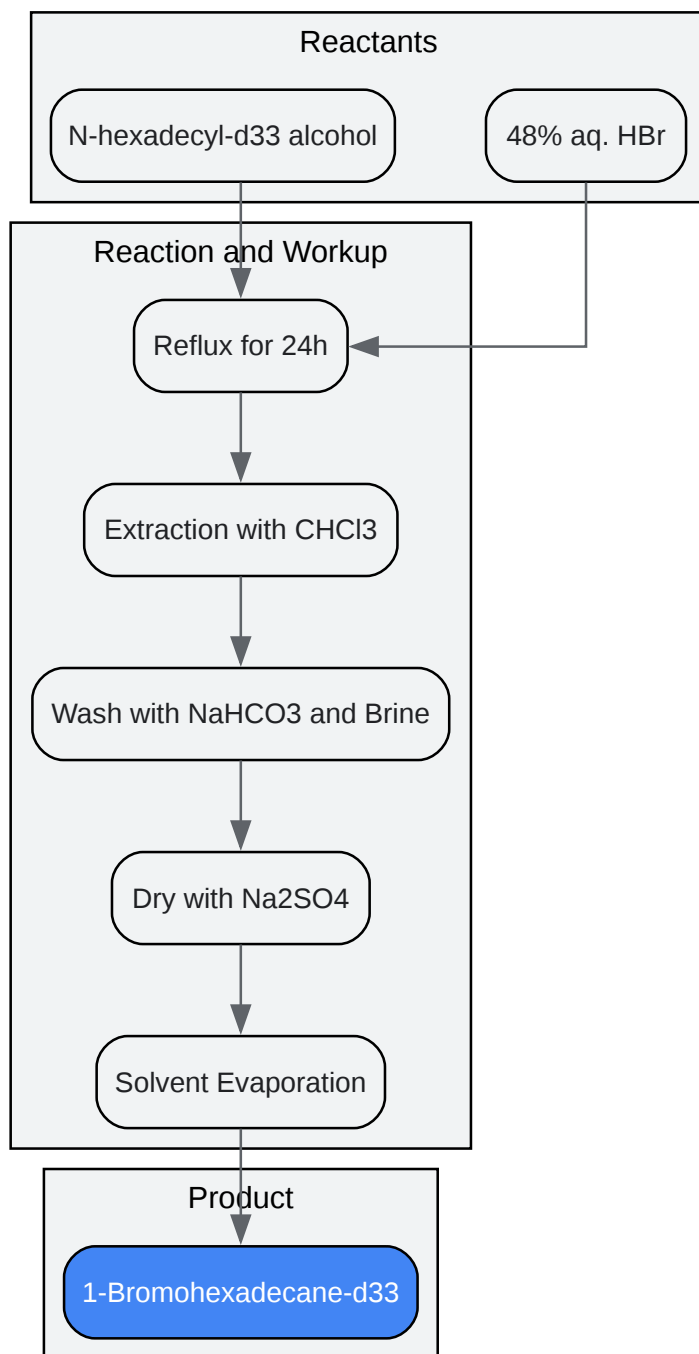 Reactants
N-hexadecyl-d33 alcohol
48% aq. HBr
Reaction and Workup
Reflux for 24h
Extraction with CHCl3
Wash with NaHCO3 and Brine
Dry with Na2SO4
Solvent Evaporation
Product
1-Bromohexadecane-d33